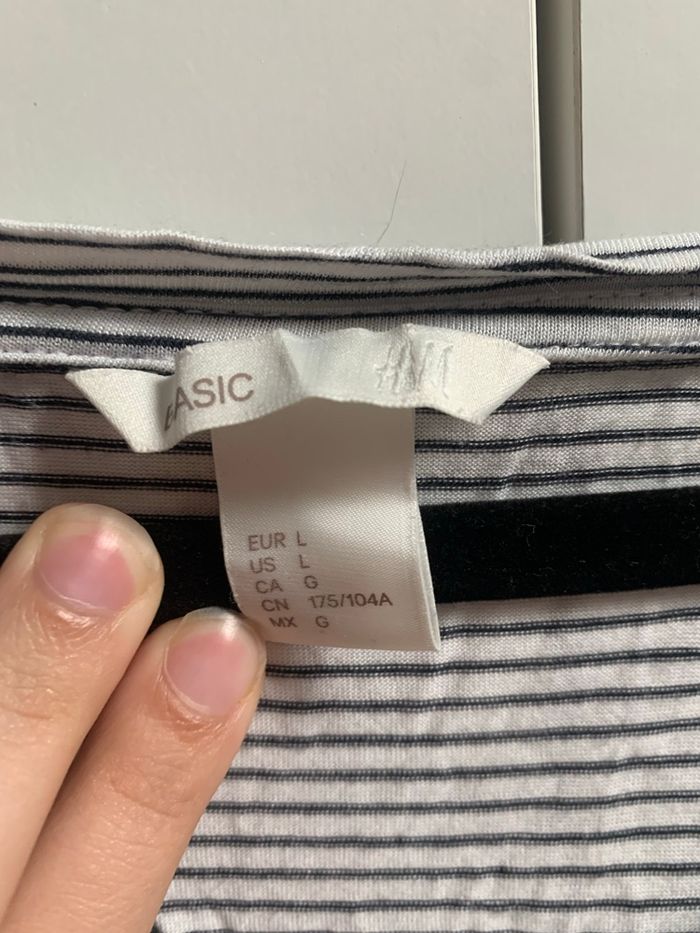 BASIC H&M
EUR L
US L
CA G
CN 175/104A
MX G